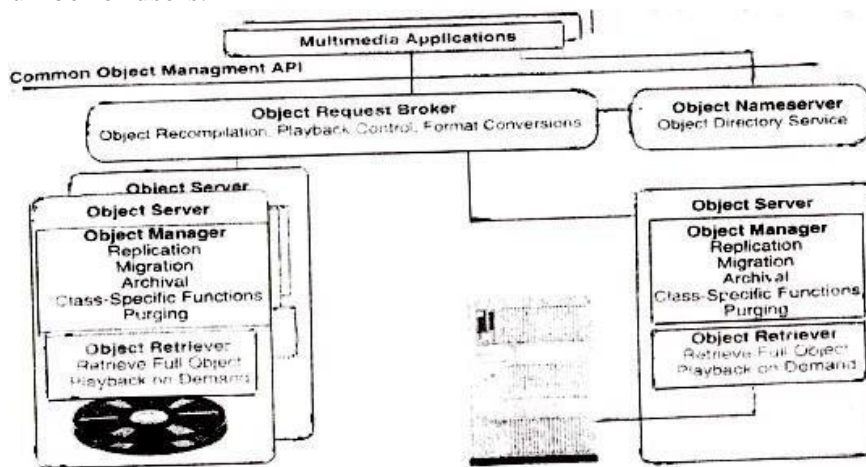 Multimedia Applications
Common Object Managment API
Object Request Broker
Object Recompilation, Playback Control, Format Conversions
Object Nameserver
Object Directory Service
Object Server
Object Server
Object Manager
Replication
Migration
Archival
Class-Specific Functions
Purging
Object Retriever
Retrieve Full Object
Playback on Demand
Object Server
Object Manager
Replication
Migration
Archival
Class-Specific Functions
Purging
Object Retriever
Retrieve Full Object
Playback on Demand